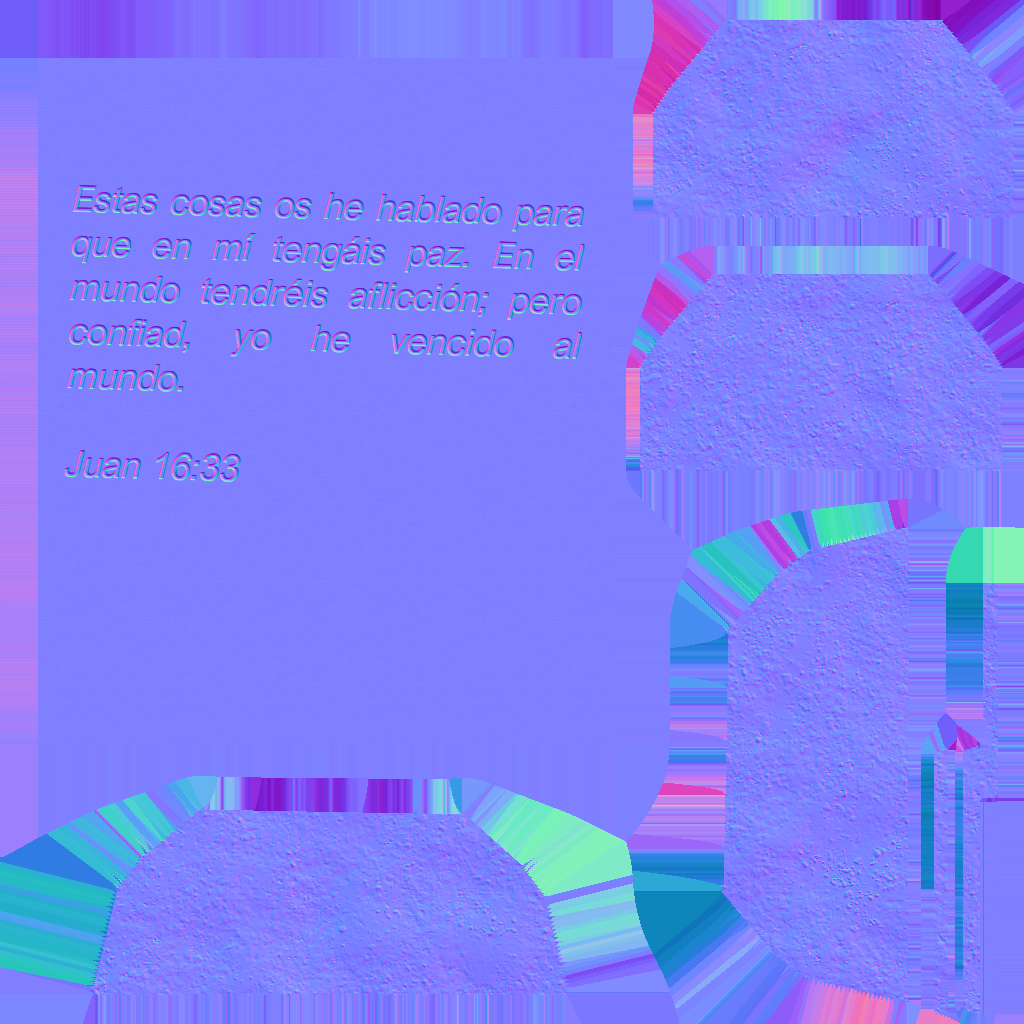 Estas cosas os he hablado para
que en mí tengáis paz. En el
mundo tendréis aflicción; pero
confiad, yo he vencido al
mundo.
Juan 16:33